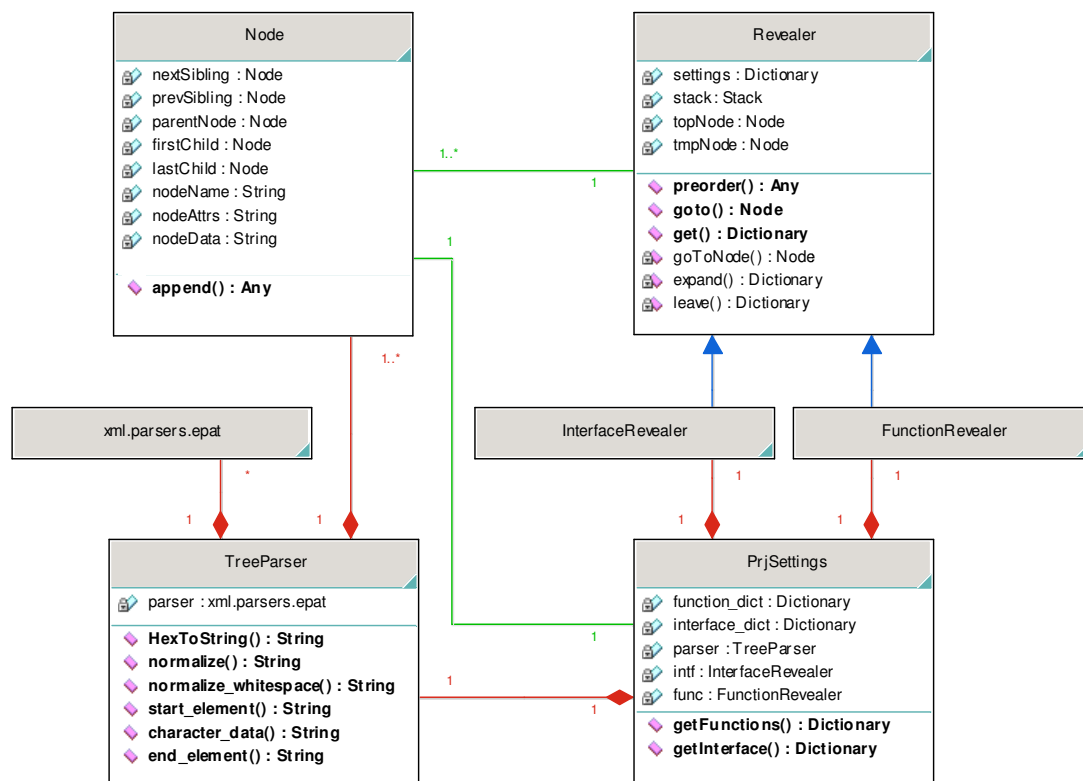 Node
nextSibling : Node
prevSibling : Node
parentNode : Node
firstChild : Node
lastChild : Node
nodeName : String
nodeAttrs : String
nodeData : String
append() : Any
Revealer
settings : Dictionary
stack : Stack
topNode : Node
tmpNode : Node
preorder() : Any
goto() : Node
get() : Dictionary
goToNode() : Node
expand() : Dictionary
leave() : Dictionary
1..*
1
1
1..*
xml.parsers.epat
InterfaceRevealer
FunctionRevealer
*
1
1
1
1
1
1
TreeParser
parser : xml.parsers.epat
HexToString() : String
normalize() : String
normalize_whitespace() : String
start_element() : String
character_data() : String
end_element() : String
PrjSettings
function_dict : Dictionary
interface_dict : Dictionary
parser : TreeParser
intf : InterfaceRevealer
func : FunctionRevealer
getFunctions() : Dictionary
getInterface() : Dictionary
1
1
1